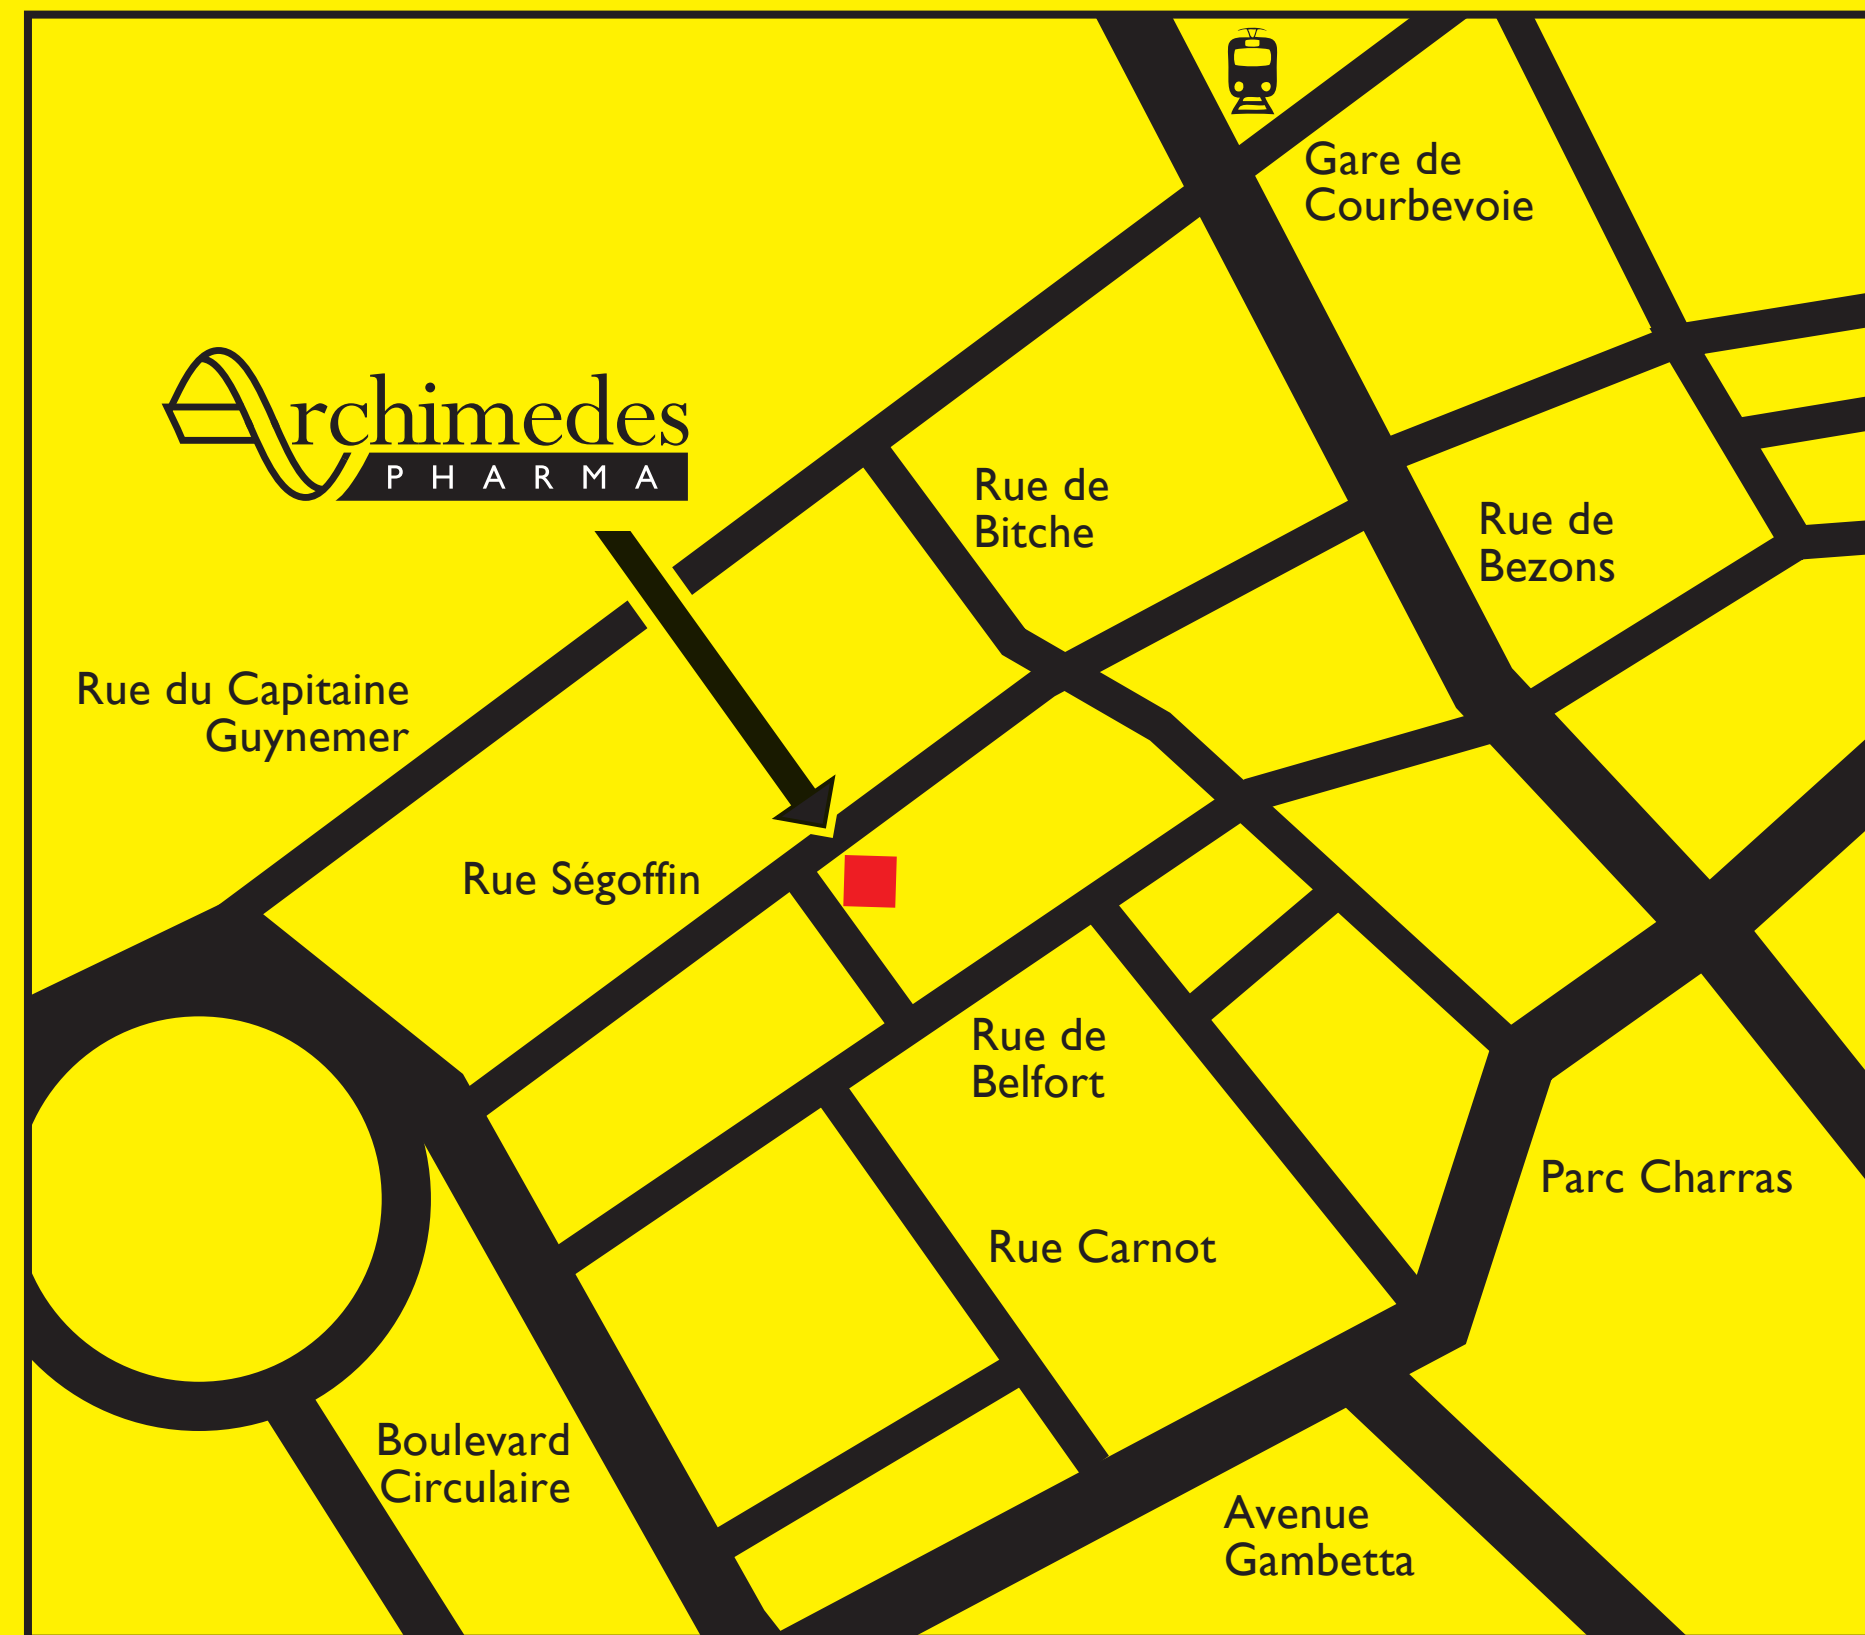 Gare de
Courbevoie
Archimedes
PHARMA
Rue de
Bitche
Rue de
Bezons
Rue du Capitaine
Guynemer
Rue Ségoffin
Rue de
Belfort
Parc Charras
Rue Carnot
Boulevard
Circulaire
Avenue
Gambetta